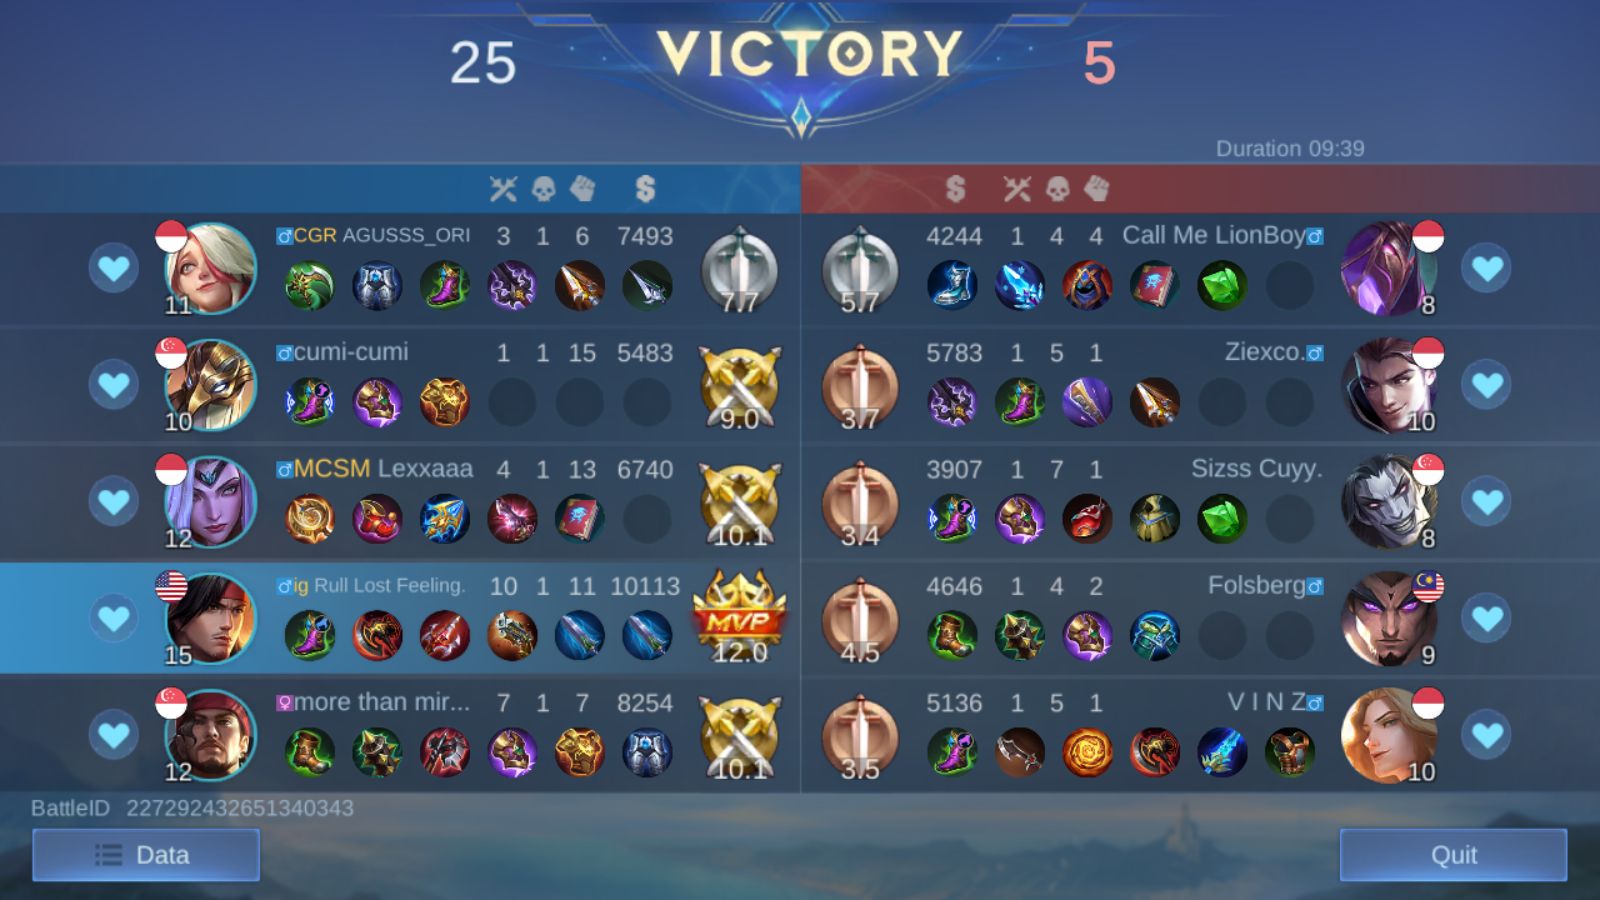 25 VICTORY 5
Duration 09:39
CGR AGUSSS_ORI 3 1 6 7493
11 7.7
4244 1 4 4 Call Me LionBoy
5.7 8
cumi-cumi 1 1 15 5483
10 9.0
5783 1 5 1 Ziexco.
3.7 10
MCSM Lexxaaa 4 1 13 6740
12 10.1
3907 1 7 1 Sizss Cuyy.
3.4 8
ig Rull Lost Feeling. 10 1 11 10113
15 MVP 12.0
4646 1 4 2 Folsberg
4.5 9
more than mir... 7 1 7 8254
12 10.1
5136 1 5 1 V I N Z
3.5 10
BattleID 227292432651340343
Data
Quit